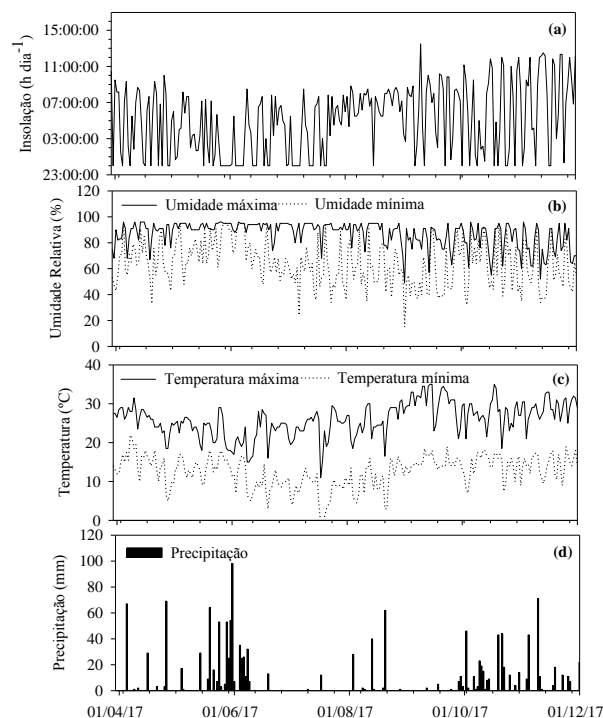 15:00:00
11:00:00
07:00:00
03:00:00
23:00:00
Insolação (h dia-1)
(a)
120
100
80
60
40
20
0
Umidade Relativa (%)
Umidade máxima
Umidade mínima
(b)
40
30
20
10
0
Temperatura (ºC)
Temperatura máxima
Temperatura mínima
(c)
120
100
80
60
40
20
0
Precipitação (mm)
Precipitação
(d)
01/04/17 01/06/17 01/08/17 01/10/17 01/12/17